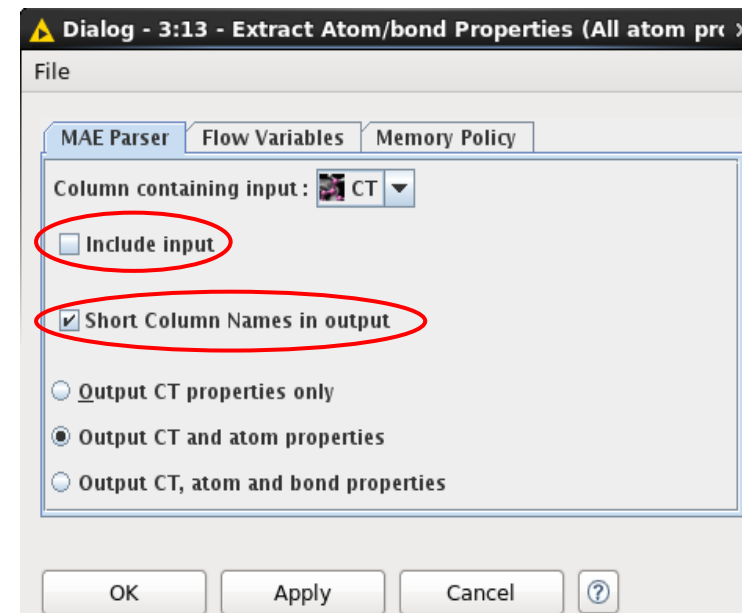 Dialog - 3:13 - Extract Atom/bond Properties (All atom pr
File
MAE Parser Flow Variables Memory Policy
Column containing input : CT
Include input
Short Column Names in output
Output CT properties only
Output CT and atom properties
Output CT, atom and bond properties
OK Apply Cancel ?